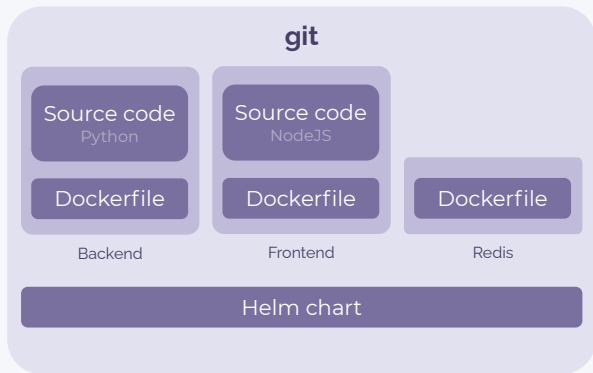 git
Source code
Python
Dockerfile
Backend
Source code
NodeJS
Dockerfile
Frontend
Dockerfile
Redis
Helm chart